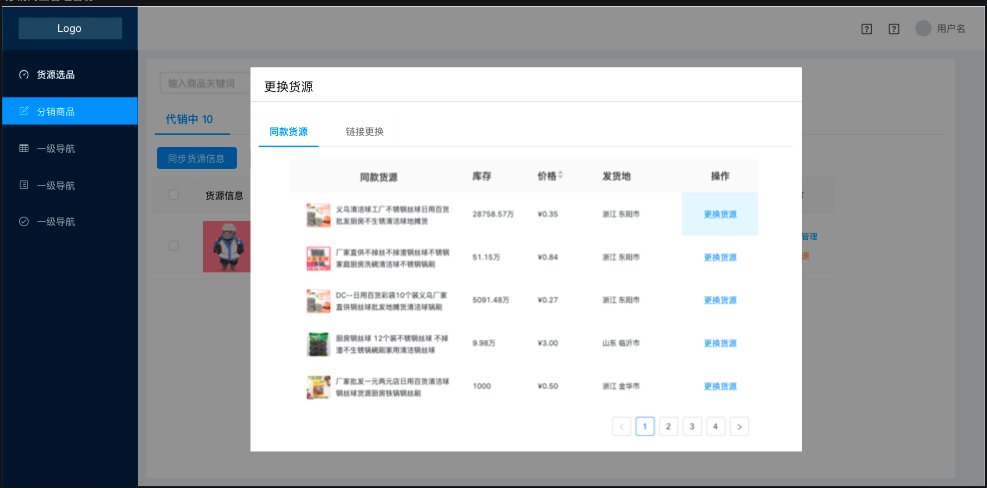 Logo
用户名
货源选品
分销商品
一级导航
一级导航
一级导航
输入商品关键词
代销中 10
同步货源信息
货源信息
管理
更换货源
同款货源
链接更换
同款货源 库存 价格 发货地 操作
义乌清洁球工厂不锈钢丝球日用百货
批发厨房不生锈清洁球地摊货
28758.57万 ¥0.35 浙江 东阳市 更换货源
厂家直供不掉丝不掉渣钢丝球不锈钢
家庭厨房洗碗清洁球不锈钢锅刷
51.15万 ¥0.84 浙江 东阳市 更换货源
DC--日用百货彩袋10个装义乌厂家
直供钢丝球批发地摊货清洁球锅刷
5091.48万 ¥0.27 浙江 东阳市 更换货源
厨房钢丝球 12个装不锈钢丝球 不掉
渣不生锈锅碗刷家用清洁钢丝球
9.98万 ¥3.00 山东 临沂市 更换货源
厂家批发一元两元店日用百货清洁球
钢丝球货源厨房铁锅钢丝刷
1000 ¥0.50 浙江 金华市 更换货源
< 1 2 3 4 >